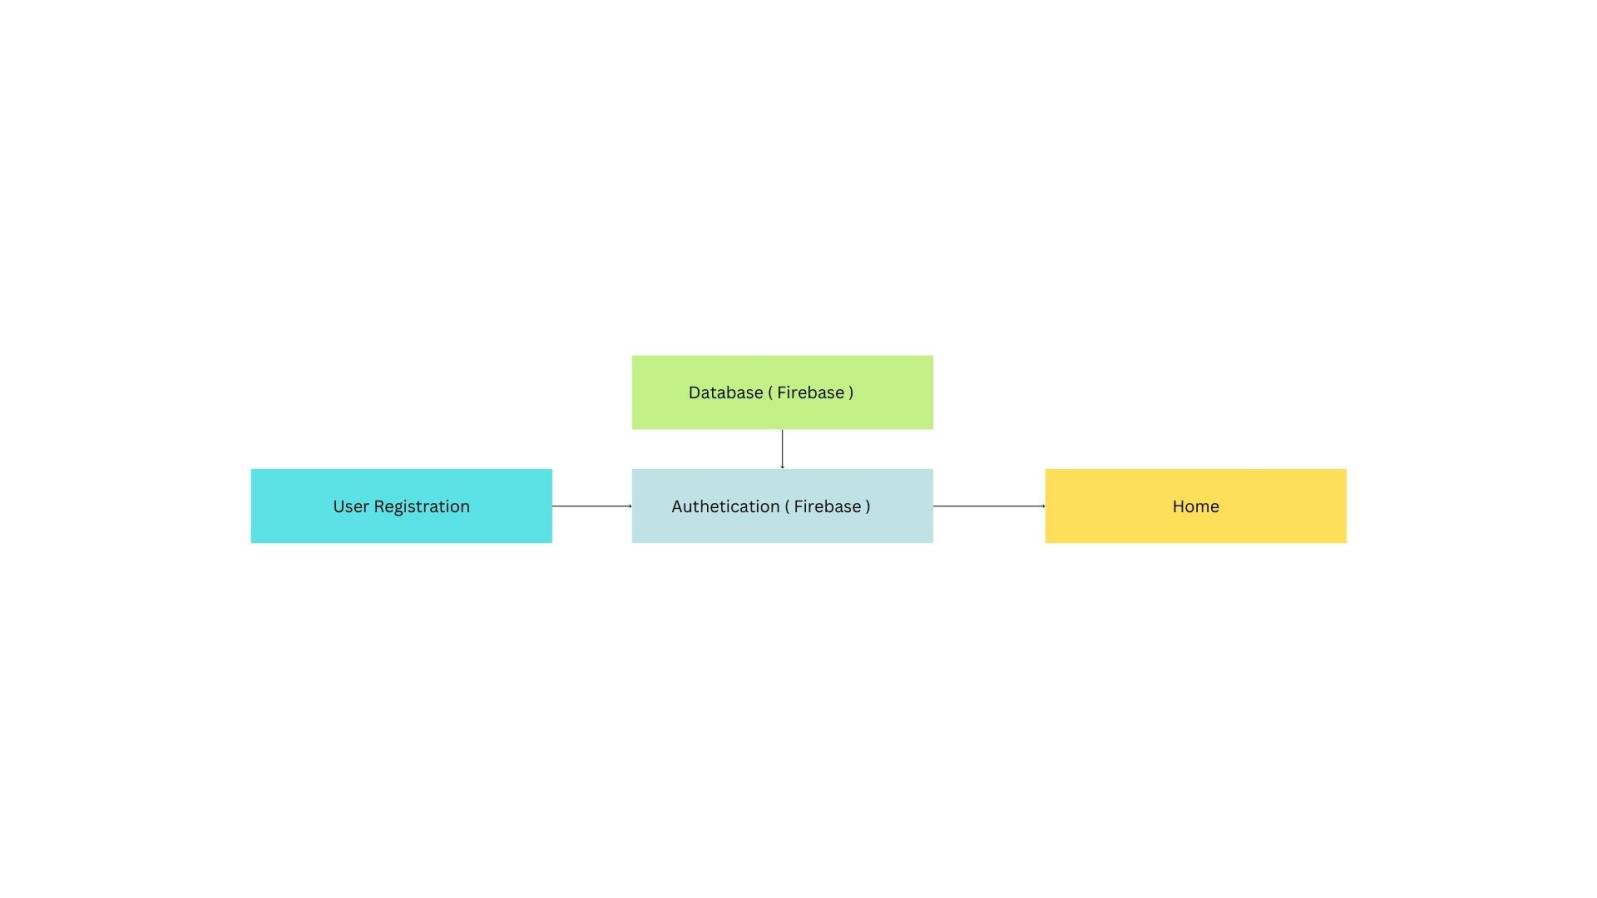 Database ( Firebase )
User Registration
Authetication ( Firebase )
Home